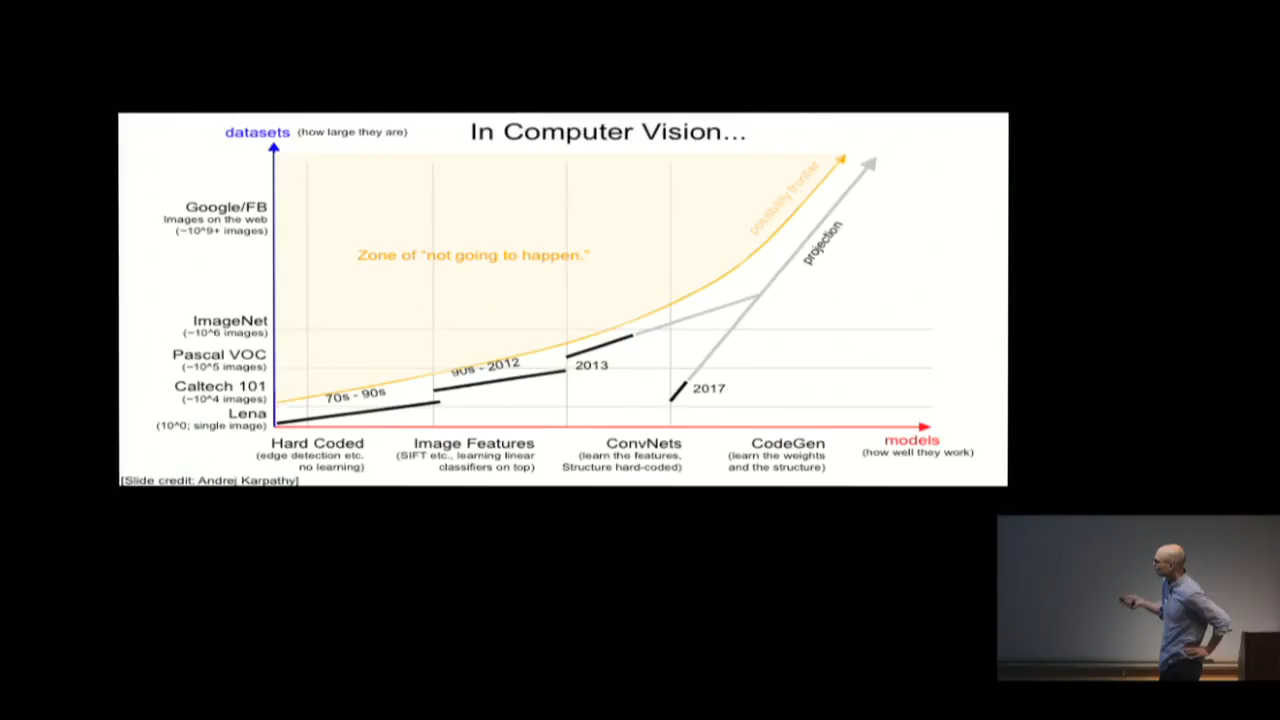 In Computer Vision...
datasets (how large they are)
possibility frontier
Google/FB
Images on the web
(~10^9+ images)
projection
Zone of "not going to happen."
ImageNet
(~10^6 images)
Pascal VOC
(~10^5 images)
90s - 2012
2013
Caltech 101
(~10^4 images)
70s - 90s
2017
Lena
(10^0; single image)
Hard Coded
(edge detection etc.
no learning)
Image Features
(SIFT etc., learning linear
classifiers on top)
ConvNets
(learn the features,
Structure hard-coded)
CodeGen
(learn the weights
and the structure)
models
(how well they work)
[Slide credit: Andrej Karpathy]